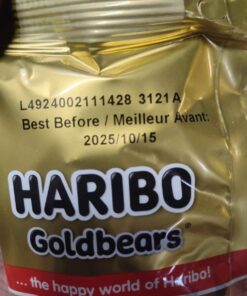 L4924002111428 3121A
Best Before / Meilleur Avant:
2025/10/15
HARIBO
Goldbears®
...the happy world of Haribo!